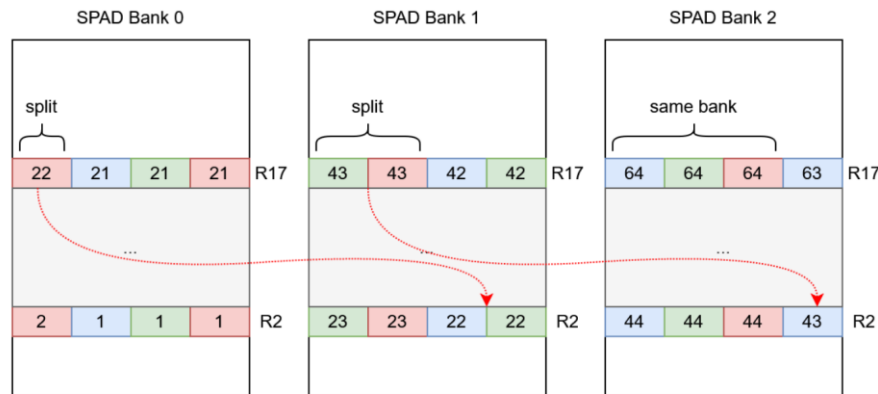 SPAD Bank 0 SPAD Bank 1 SPAD Bank 2
split split same bank
22 21 21 21 R17 43 43 42 42 R17 64 64 64 63 R17
... ... ...
2 1 1 1 R2 23 23 22 22 R2 44 44 44 43 R2